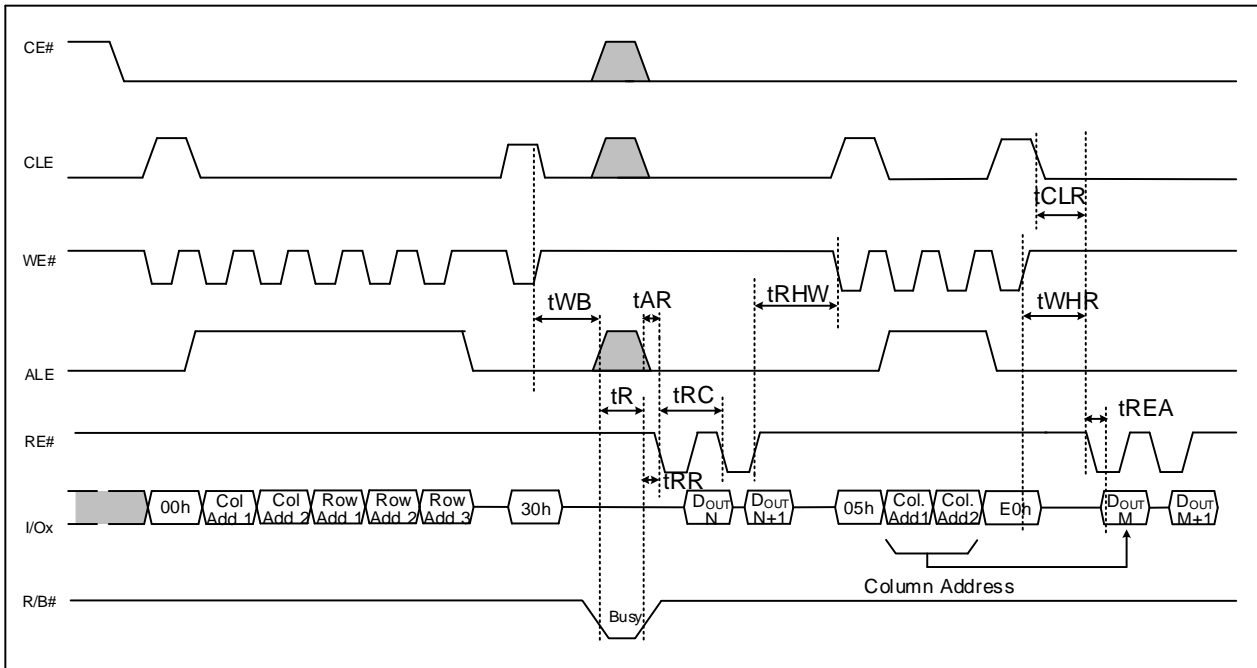 CE#
CLE
tCLR
WE#
tWB
tAR
tRHW
tWHR
ALE
tR
tRC
tREA
RE#
tRR
I/Ox
00h
Col
Add 1
Col
Add 2
Row
Add 1
Row
Add 2
Row
Add 3
30h
DOUT
N
DOUT
N+1
05h
Col.
Add1
Col.
Add2
E0h
DOUT
M
DOUT
M+1
Column Address
R/B#
Busy